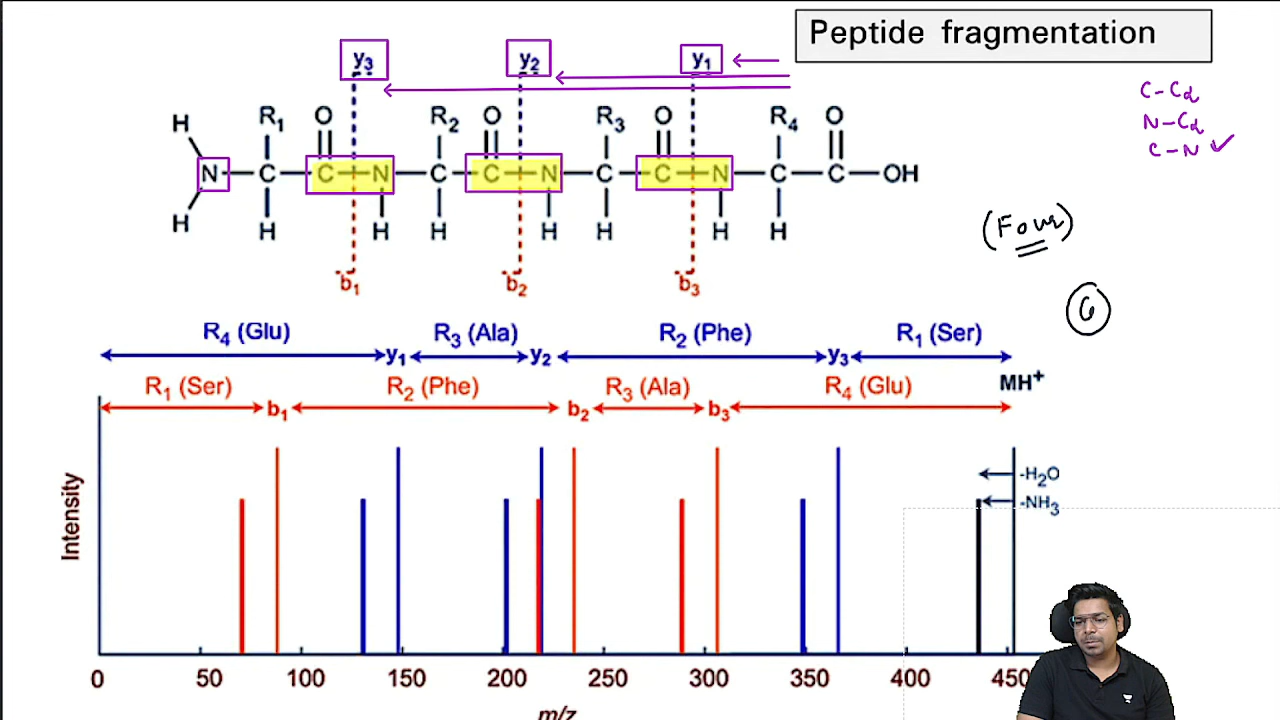 Peptide fragmentation
y3 y2 y1
C-Cα
N-Cα
C-N ✓
H R1 O R2 O R3 O R4 O
N C C N C C N C C N C C OH
H H H H H H H H
b1 b2 b3
(Four)
6
R4 (Glu) y1 R3 (Ala) y2 R2 (Phe) y3 R1 (Ser)
MH+
R1 (Ser) b1 R2 (Phe) b2 R3 (Ala) b3 R4 (Glu)
-H2O
-NH3
Intensity
0 50 100 150 200 250 300 350 400 450
m/z